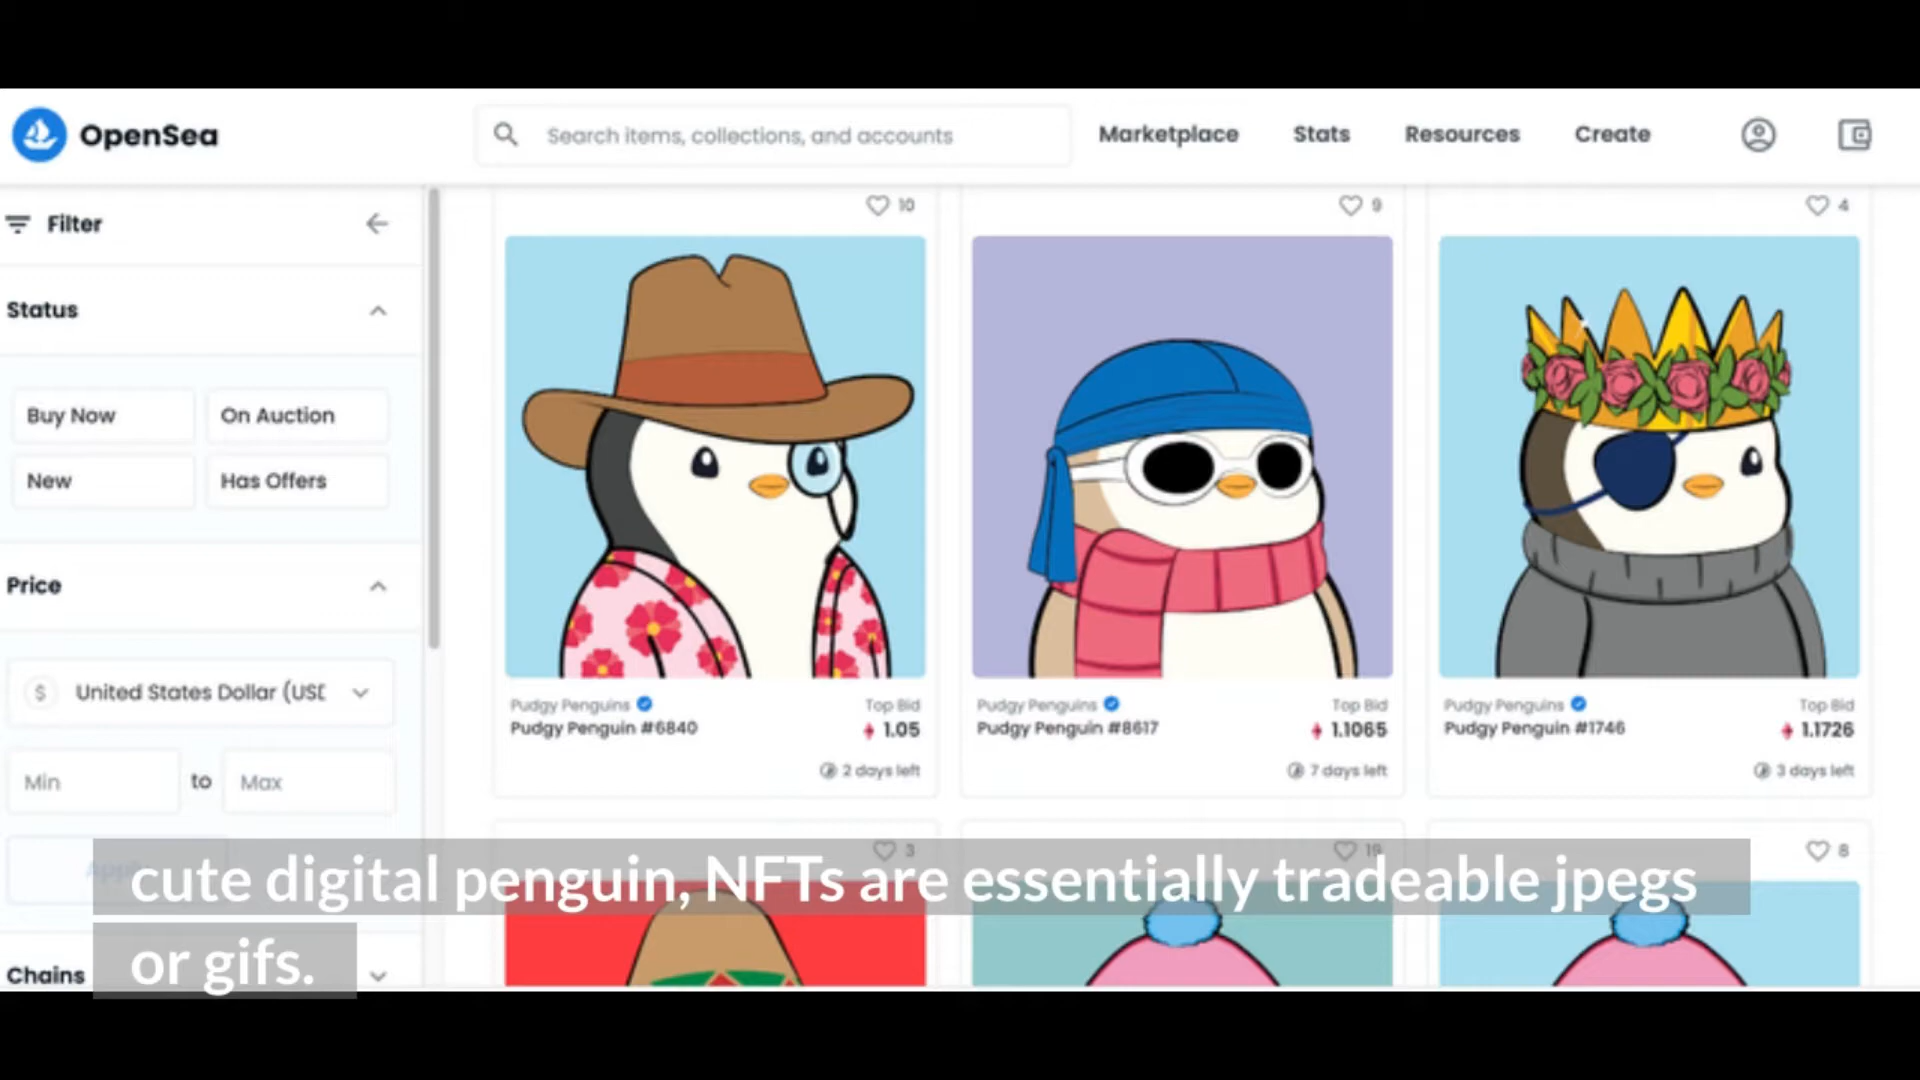 OpenSea
Search items, collections, and accounts
Marketplace
Stats
Resources
Create
Filter
Status
Buy Now
On Auction
New
Has Offers
Price
$ United States Dollar (USD
Min to Max
Apply
Chains
10
9
4
Pudgy Penguins
Pudgy Penguin #6840
Top Bid
1.05
2 days left
Pudgy Penguins
Pudgy Penguin #8617
Top Bid
1.1065
7 days left
Pudgy Penguins
Pudgy Penguin #1746
Top Bid
1.1726
3 days left
3
19
8
cute digital penguin, NFTs are essentially tradeable jpegs
or gifs.